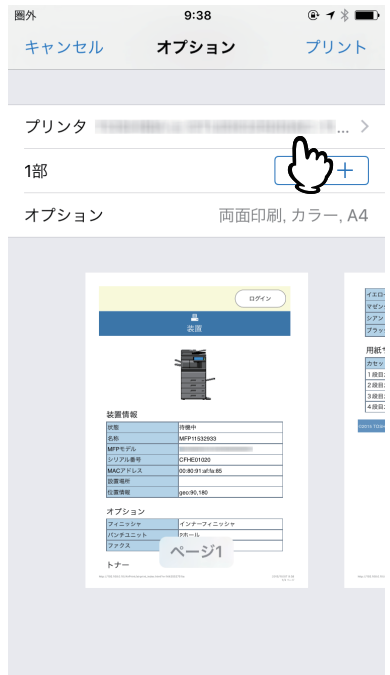 圏外 9:38
キャンセル オプション プリント
プリンタ ...
1部 +
オプション 両面印刷, カラー, A4
ログイン
装置
装置情報
状態 待機中
名称 MFP11532933
MFPモデル
シリアル番号 CFHE01020
MACアドレス 00:80:91:af:fa:65
設置場所
位置情報 geo:90,180
オプション
フィニッシャ インナーフィニッシャ
パンチユニット 2ホール
ファクス
ページ1
トナー
イエロー
マゼン
シアン
ブラッ
用紙
カセッ
1段目
2段目
3段目
4段目